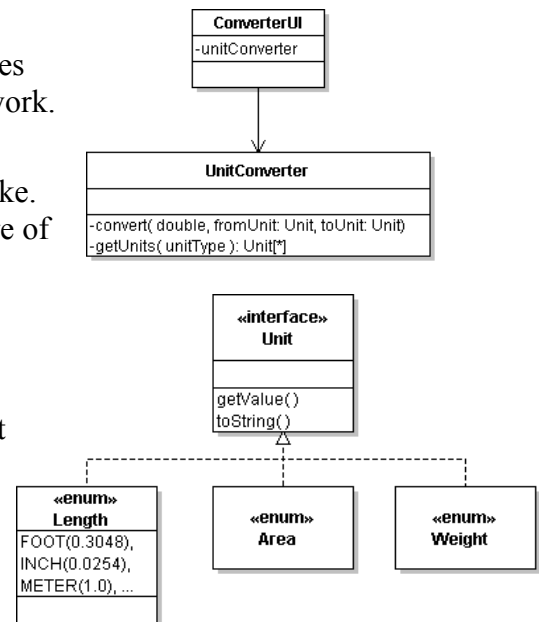 ConverterUI
-unitConverter
es
vork.
UnitConverter
ke.
-convert( double, fromUnit: Unit, toUnit: Unit)
e of
-getUnits( unitType ): Unit[*]
«interface»
Unit
getValue()
toString()
t
«enum»
Length
FOOT(0.3048),
INCH(0.0254),
METER(1.0), ...
«enum»
Area
«enum»
Weight